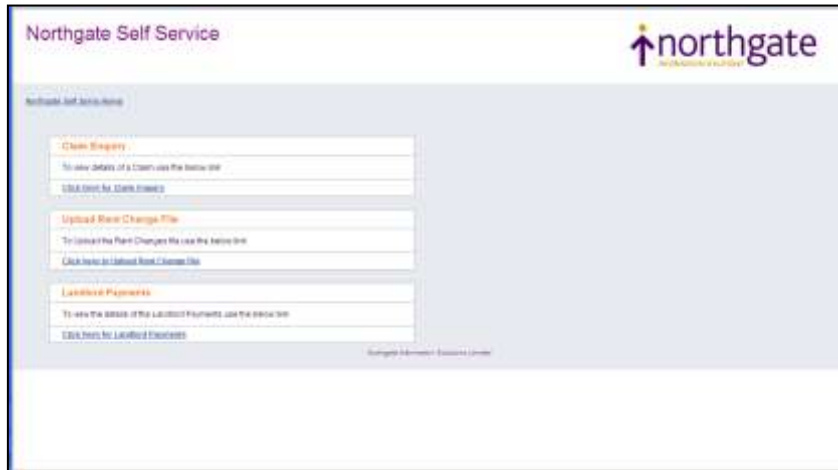 Northgate Self Service
northgate
INFORMATION SOLUTIONS
Northgate Self Service Home
Claim Enquiry
To view details of a Claim use the below link
Click here for Claim Enquiry
Upload Rent Change File
To Upload the Rent Changes file use the below link
Click here to Upload Rent Change File
Landlord Payments
To view the details of the Landlord Payments use the below link
Click here for Landlord Payments
Northgate Information Solutions Limited